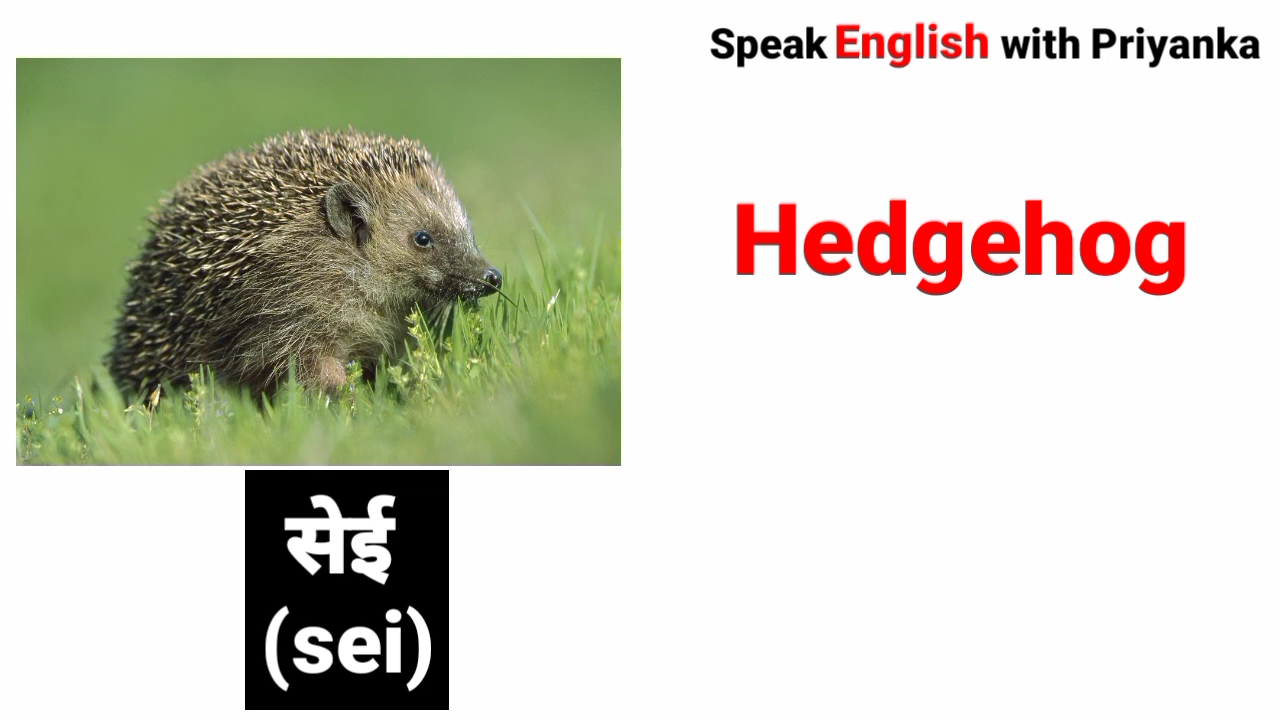 Speak English with Priyanka
Hedgehog
सेई
(sei)